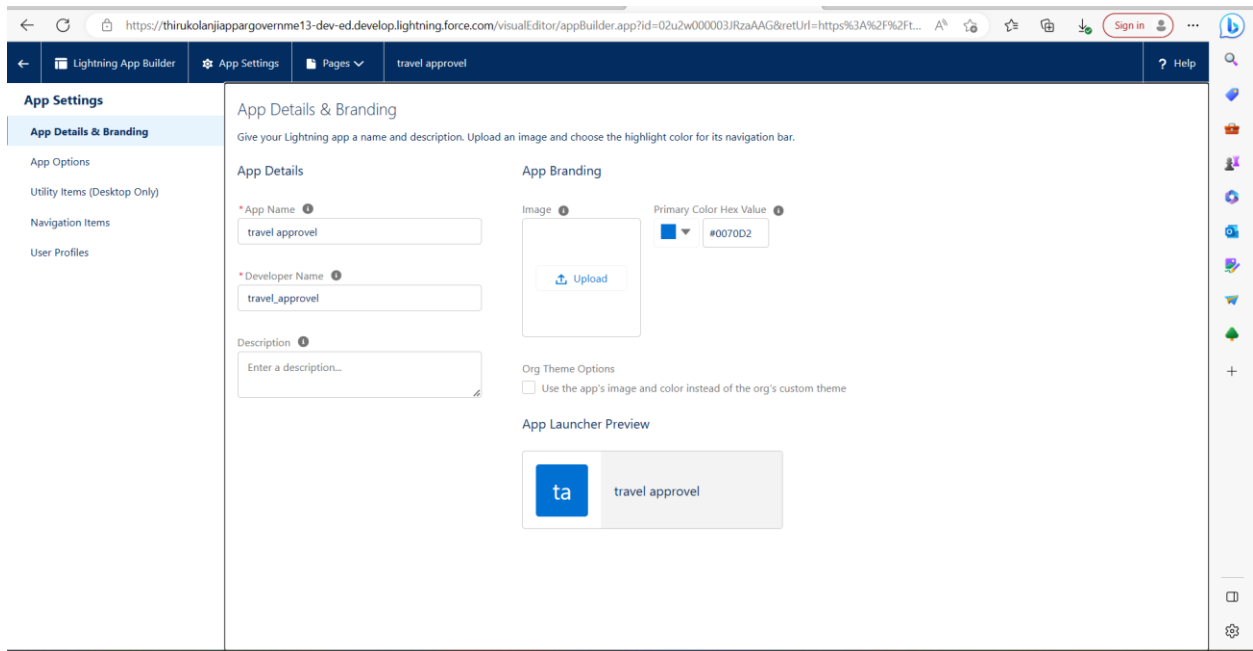 https://thirukolanjiappargovernme13-dev-ed.develop.lightning.force.com/visualEditor/appBuilder.app?id=02u2w000003JRzaAAG&retUrl=https%3A%2F%2Ft...
Sign in
Lightning App Builder
App Settings
Pages
travel approvel
? Help
App Settings
App Details & Branding
App Options
Utility Items (Desktop Only)
Navigation Items
User Profiles
App Details & Branding
Give your Lightning app a name and description. Upload an image and choose the highlight color for its navigation bar.
App Details
*App Name
travel approvel
*Developer Name
travel_approvel
Description
Enter a description...
App Branding
Image
Primary Color Hex Value
#0070D2
Upload
Org Theme Options
Use the app's image and color instead of the org's custom theme
App Launcher Preview
ta
travel approvel